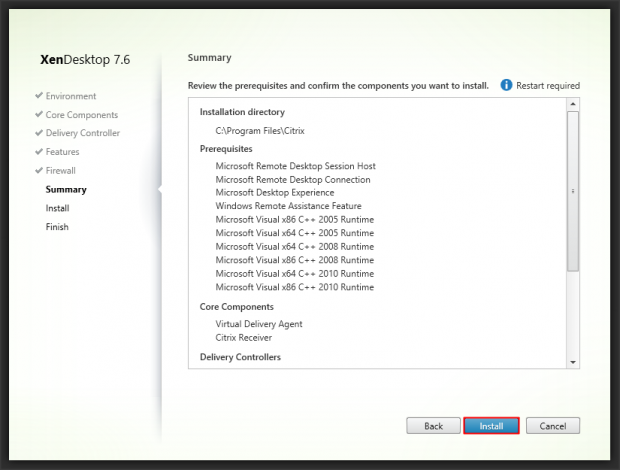 XenDesktop 7.6
Environment
Core Components
Delivery Controller
Features
Firewall
Summary
Install
Finish
Summary
Review the prerequisites and confirm the components you want to install.
Restart required
Installation directory
C:\Program Files\Citrix
Prerequisites
Microsoft Remote Desktop Session Host
Microsoft Remote Desktop Connection
Microsoft Desktop Experience
Windows Remote Assistance Feature
Microsoft Visual x86 C++ 2005 Runtime
Microsoft Visual x64 C++ 2005 Runtime
Microsoft Visual x64 C++ 2008 Runtime
Microsoft Visual x86 C++ 2008 Runtime
Microsoft Visual x64 C++ 2010 Runtime
Microsoft Visual x86 C++ 2010 Runtime
Core Components
Virtual Delivery Agent
Citrix Receiver
Delivery Controllers
Back
Install
Cancel